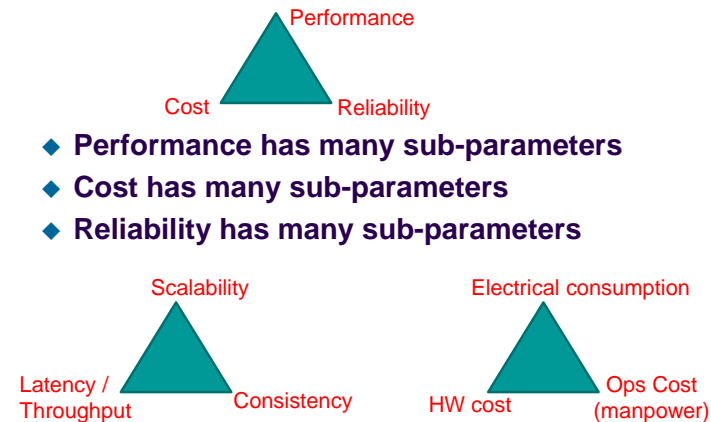 Performance
Cost
Reliability
Performance has many sub-parameters
Cost has many sub-parameters
Reliability has many sub-parameters
Scalability
Latency /
Throughput
Consistency
Electrical consumption
HW cost
Ops Cost
(manpower)